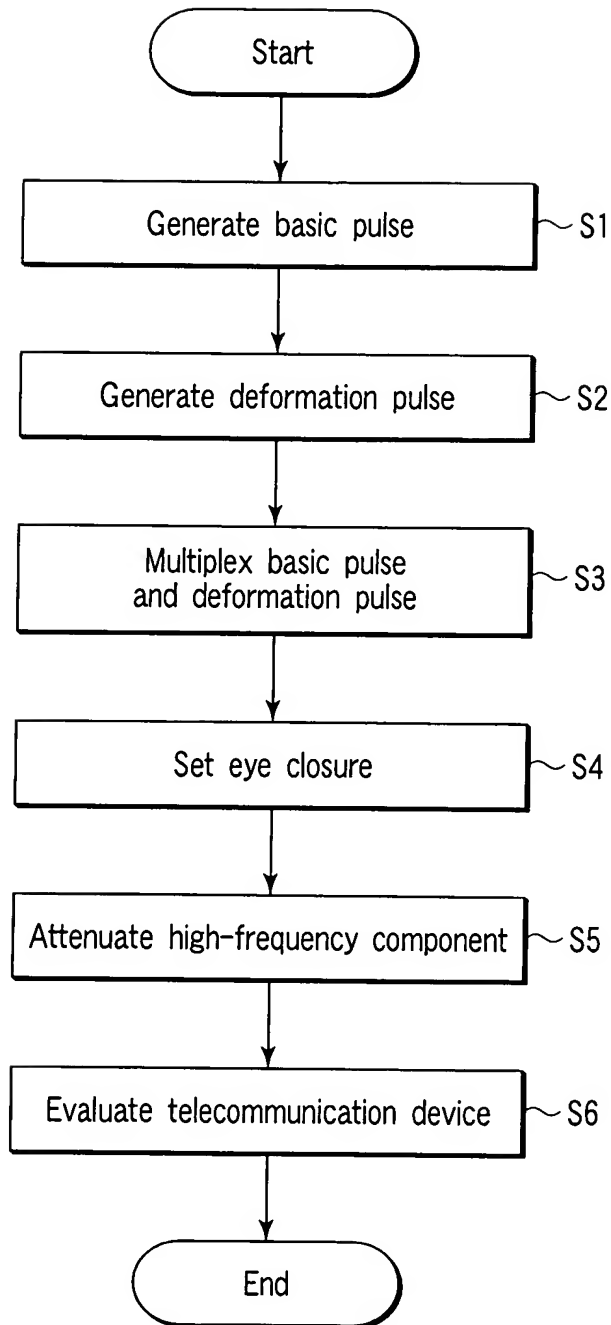 Start
Generate basic pulse
S1
Generate deformation pulse
S2
Multiplex basic pulse
and deformation pulse
S3
Set eye closure
S4
Attenuate high-frequency component
S5
Evaluate telecommunication device
S6
End